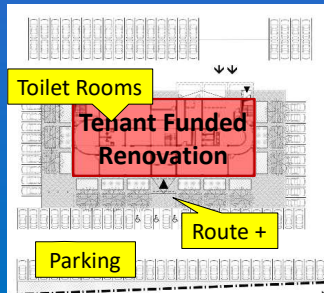 Toilet Rooms
Tenant Funded
Renovation
Route +
Parking